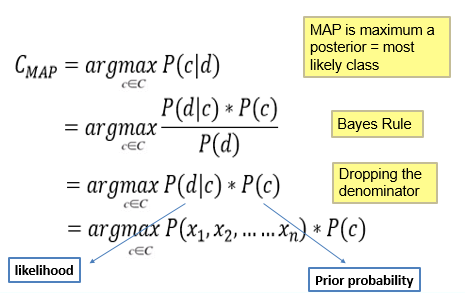 MAP is maximum a
posterior = most
likely class
C_MAP = argmax P(c|d)
c∈C
= argmax P(d|c) * P(c) / P(d)
c∈C
Bayes Rule
Dropping the
denominator
= argmax P(d|c) * P(c)
c∈C
= argmax P(x₁, x₂, ... ... xₙ) * P(c)
c∈C
likelihood
Prior probability